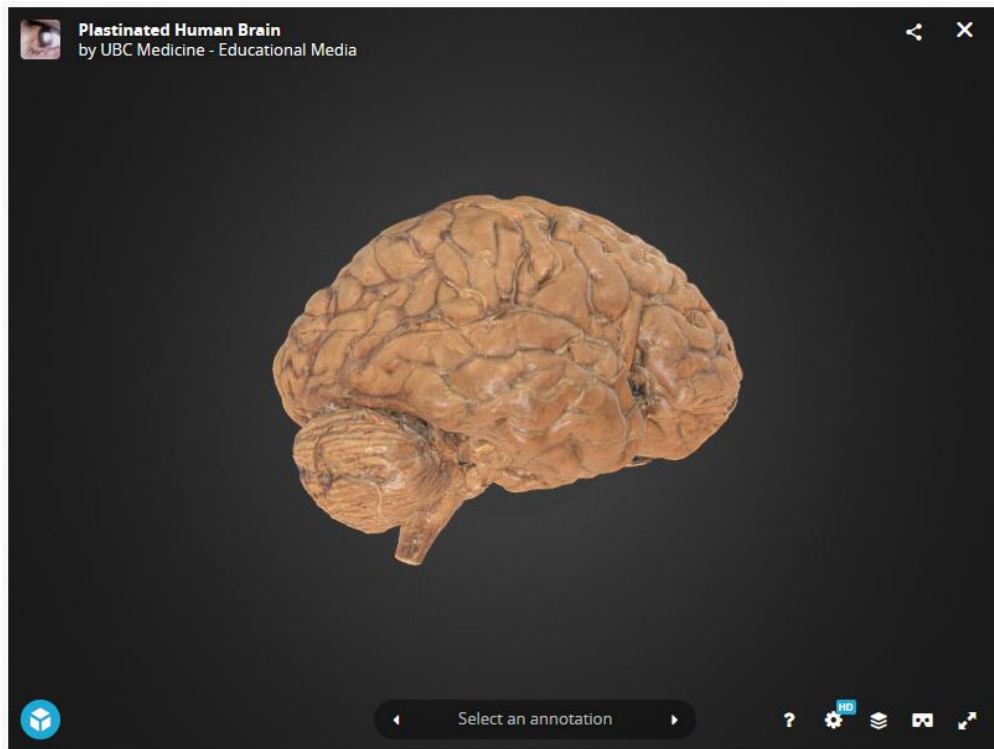 Plastinated Human Brain
by UBC Medicine - Educational Media
Select an annotation
?
HD